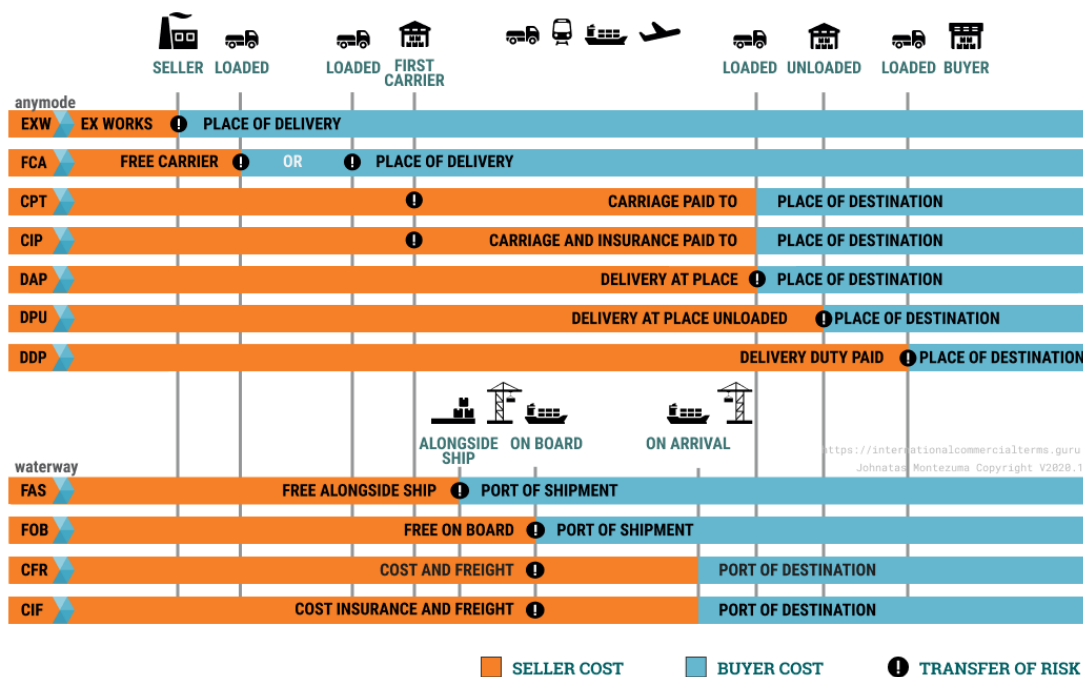 SELLER LOADED LOADED FIRST CARRIER LOADED UNLOADED LOADED BUYER
anymode
EXW EX WORKS ! PLACE OF DELIVERY
FCA FREE CARRIER ! OR ! PLACE OF DELIVERY
CPT ! CARRIAGE PAID TO PLACE OF DESTINATION
CIP ! CARRIAGE AND INSURANCE PAID TO PLACE OF DESTINATION
DAP DELIVERY AT PLACE ! PLACE OF DESTINATION
DPU DELIVERY AT PLACE UNLOADED ! PLACE OF DESTINATION
DDP DELIVERY DUTY PAID ! PLACE OF DESTINATION
ALONGSIDE SHIP ON BOARD ON ARRIVAL
https://internationalcommercialterms.guru
Johnatas Montezuma Copyright V2020.1
waterway
FAS FREE ALONGSIDE SHIP ! PORT OF SHIPMENT
FOB FREE ON BOARD ! PORT OF SHIPMENT
CFR COST AND FREIGHT ! PORT OF DESTINATION
CIF COST INSURANCE AND FREIGHT ! PORT OF DESTINATION
SELLER COST BUYER COST ! TRANSFER OF RISK